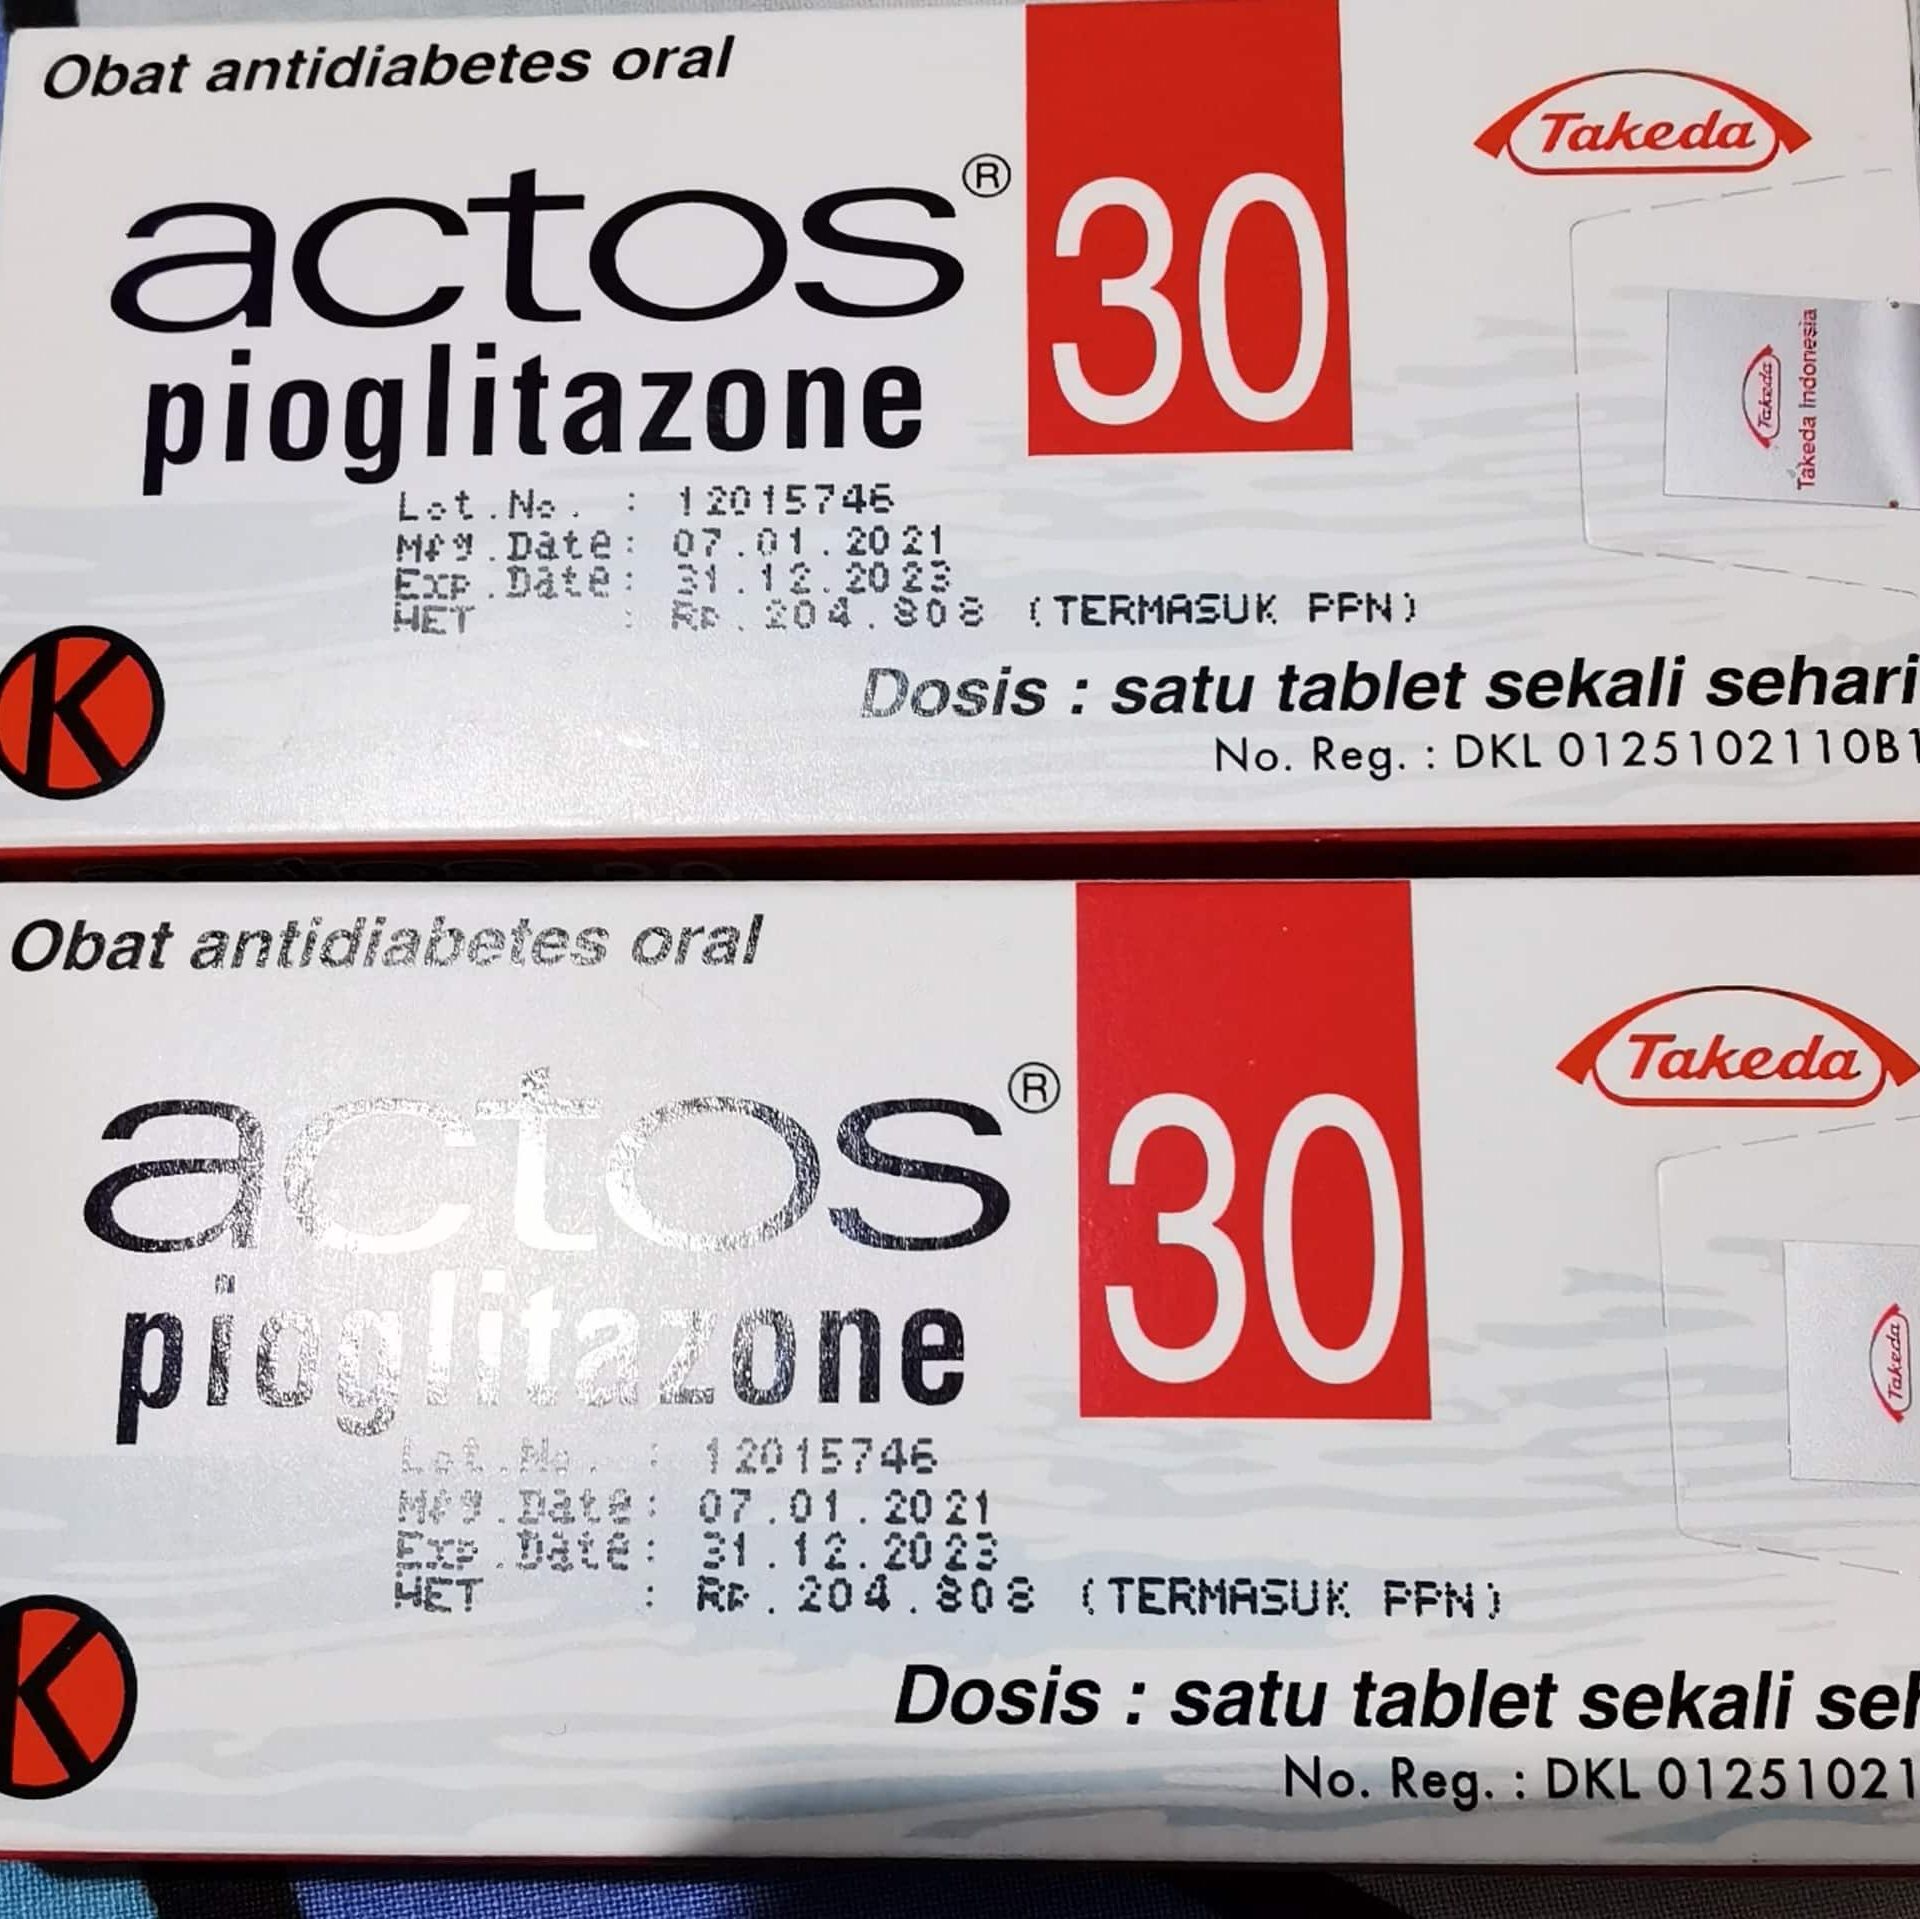 Obat antidiabetes oral
Takeda
actos® 30
pioglitazone
Takeda
Takeda Indonesia
Lot.No. : 12015746
Mfg.Date: 07.01.2021
Exp.Date: 31.12.2023
HET : Rp.204.808 (TERMASUK PPN)
K
Dosis : satu tablet sekali sehari
No. Reg. : DKL 0125102110B1
Obat antidiabetes oral
Takeda
actos® 30
pioglitazone
Takeda
Lot.No. : 12015746
Mfg.Date: 07.01.2021
Exp.Date: 31.12.2023
HET : Rp.204.808 (TERMASUK PPN)
K
Dosis : satu tablet sekali seh
No. Reg. : DKL 01251021